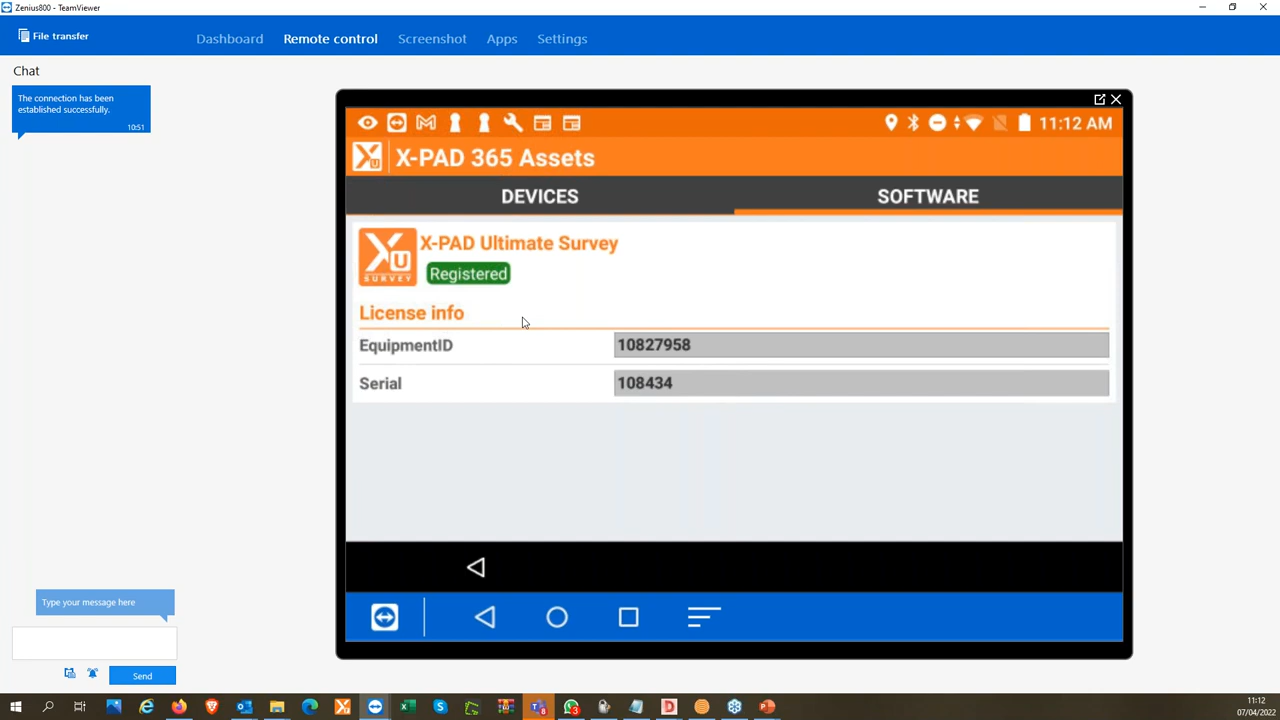 Zenius800 - TeamViewer
File transfer
Dashboard
Remote control
Screenshot
Apps
Settings
Chat
The connection has been
established successfully.
10:51
11:12 AM
X-PAD 365 Assets
DEVICES
SOFTWARE
XU
SURVEY
X-PAD Ultimate Survey
Registered
License info
EquipmentID
10827958
Serial
108434
Type your message here
Send
11:12
07/04/2022